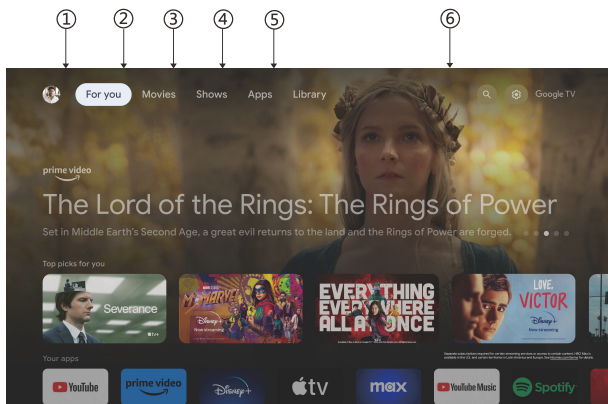 ① ② ③ ④ ⑤ ⑥
For you Movies Shows Apps Library Google TV
prime video
The Lord of the Rings: The Rings of Power
Set in Middle Earth's Second Age, a great evil returns to the land and the Rings of Power are forged.
Top picks for you
Severance
tv+
MS. MARVEL
Disney+
Now streaming
EVERYTHING
EVERYWHERE
ALL AT ONCE
LOVE,
VICTOR
Disney+
Now streaming
Your apps
YouTube
prime video
Disney+
tv
max
YouTube Music
Spotify